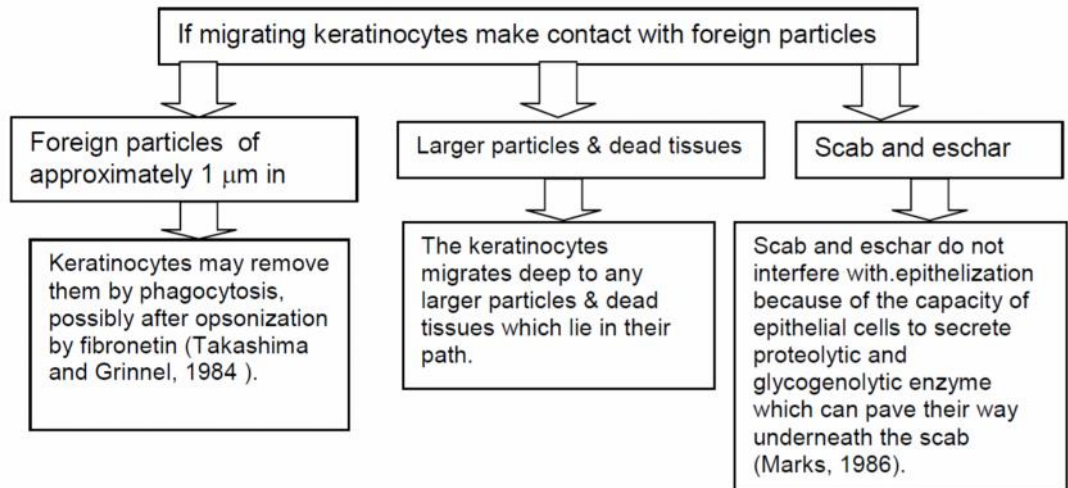 If migrating keratinocytes make contact with foreign particles
Foreign particles of
approximately 1 μm in
Larger particles & dead tissues
Scab and eschar
Keratinocytes may remove
them by phagocytosis,
possibly after opsonization
by fibronetin (Takashima
and Grinnel, 1984 ).
The keratinocytes
migrates deep to any
larger particles & dead
tissues which lie in their
path.
Scab and eschar do not
interfere with.epithelization
because of the capacity of
epithelial cells to secrete
proteolytic and
glycogenolytic enzyme
which can pave their way
underneath the scab
(Marks, 1986).